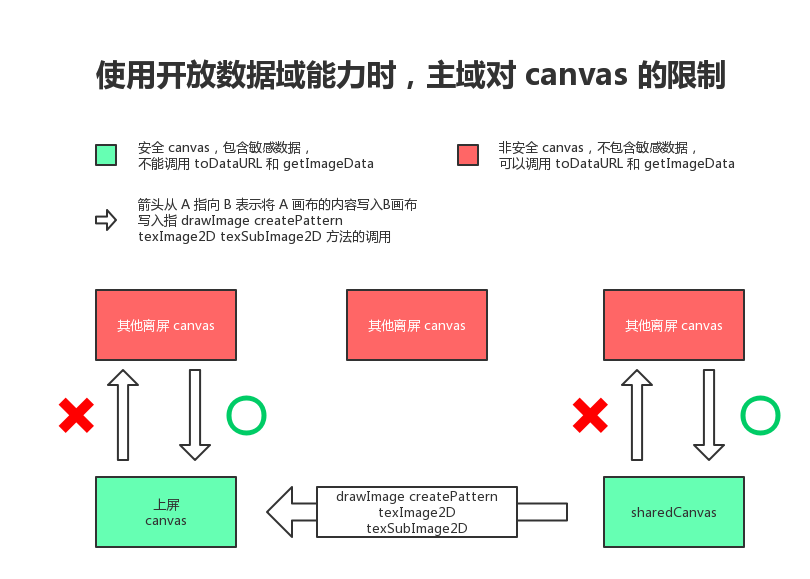 使用开放数据域能力时，主域对 canvas 的限制
安全 canvas，包含敏感数据，
不能调用 toDataURL 和 getImageData
非安全 canvas，不包含敏感数据，
可以调用 toDataURL 和 getImageData
箭头从 A 指向 B 表示将 A 画布的内容写入B画布
写入指 drawImage createPattern
texImage2D texSubImage2D 方法的调用
其他离屏 canvas
其他离屏 canvas
其他离屏 canvas
上屏
canvas
drawImage createPattern
texImage2D
texSubImage2D
sharedCanvas